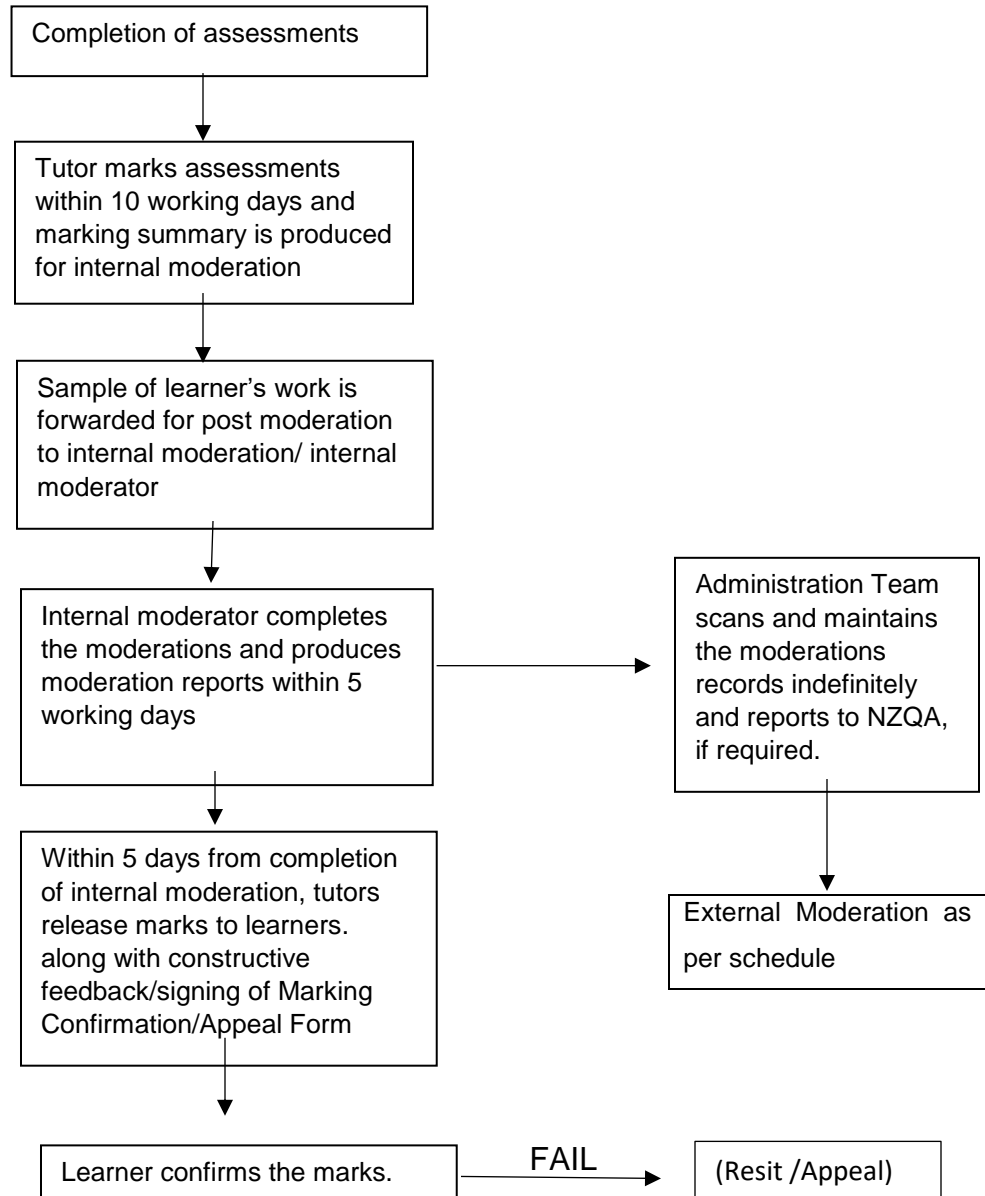 Completion of assessments
Tutor marks assessments
within 10 working days and
marking summary is produced
for internal moderation
Sample of learner’s work is
forwarded for post moderation
to internal moderation/ internal
moderator
Internal moderator completes
the moderations and produces
moderation reports within 5
working days
Administration Team
scans and maintains
the moderations
records indefinitely
and reports to NZQA,
if required.
Within 5 days from completion
of internal moderation, tutors
release marks to learners.
along with constructive
feedback/signing of Marking
Confirmation/Appeal Form
External Moderation as
per schedule
Learner confirms the marks.
FAIL
(Resit /Appeal)